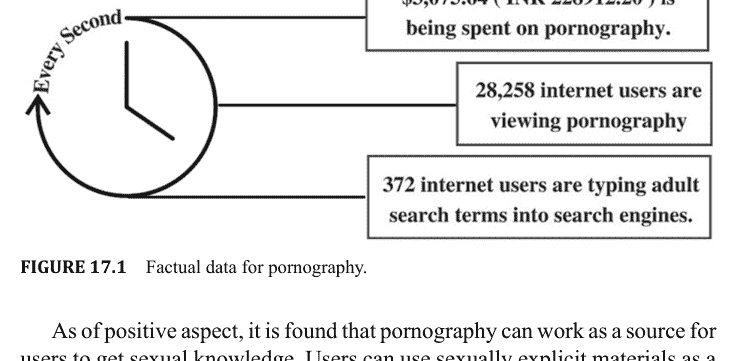 Every Second
being spent on pornography.
28,258 internet users are
viewing pornography
372 internet users are typing adult
search terms into search engines.
FIGURE 17.1 Factual data for pornography.
As of positive aspect, it is found that pornography can work as a source for
users to get sexual knowledge. Users can use sexually explicit materials as a